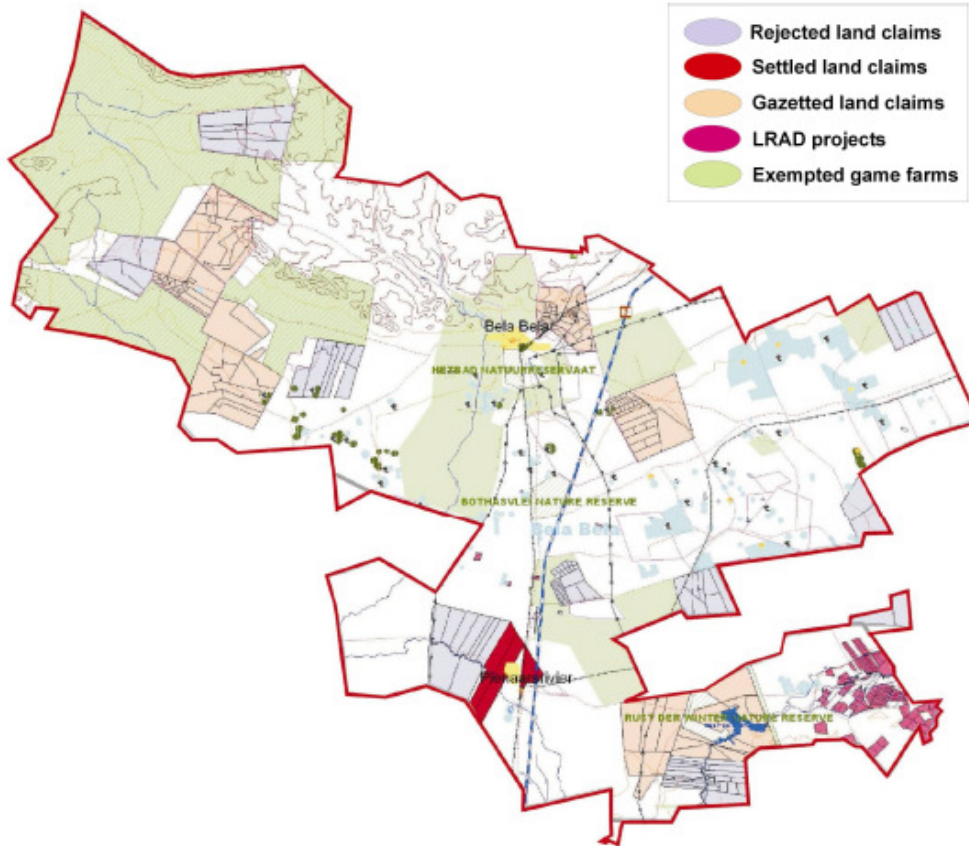 Rejected land claims
Settled land claims
Gazetted land claims
LRAD projects
Exempted game farms
Bela Bela
NATUURRESERVAAT
BOTHASVLEI NATURE RESERVE
Bela Bela
RUST DER WINTER NATURE RESERVE